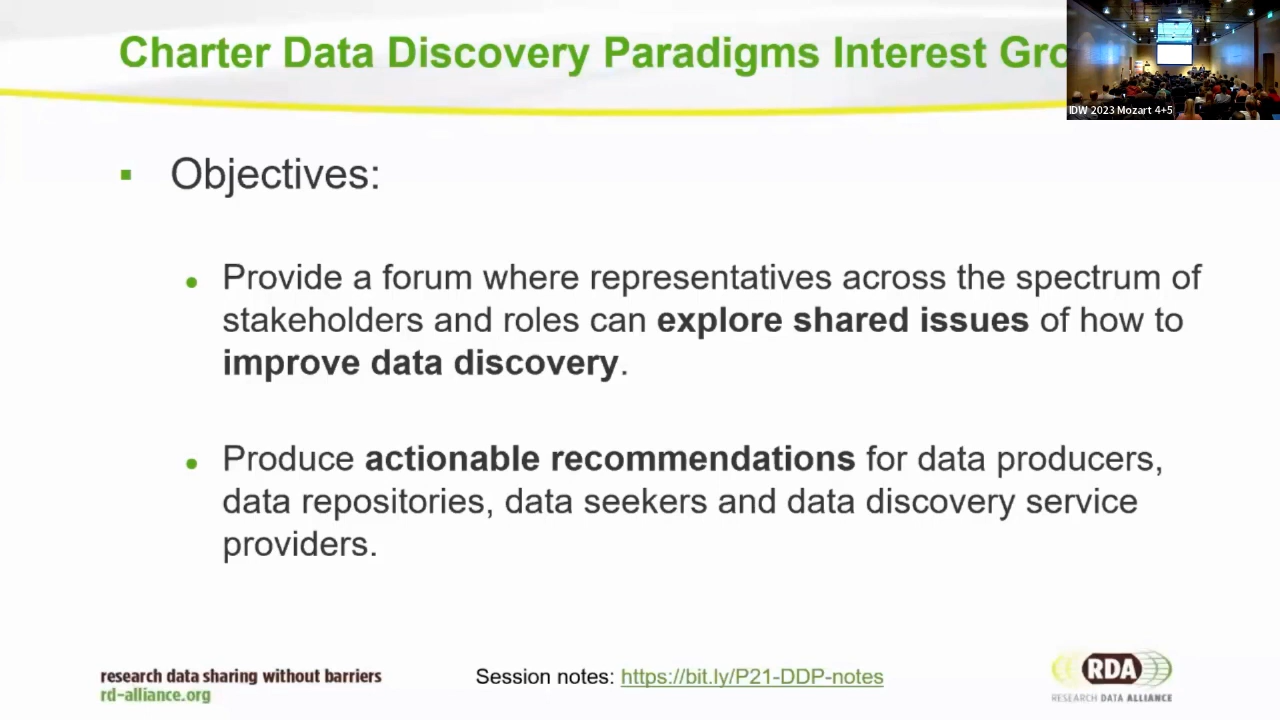 Charter Data Discovery Paradigms Interest Gro
IDW 2023 Mozart 4+5
Objectives:
Provide a forum where representatives across the spectrum of
stakeholders and roles can explore shared issues of how to
improve data discovery.
Produce actionable recommendations for data producers,
data repositories, data seekers and data discovery service
providers.
research data sharing without barriers
rd-alliance.org
Session notes: https://bit.ly/P21-DDP-notes
RDA
RESEARCH DATA ALLIANCE